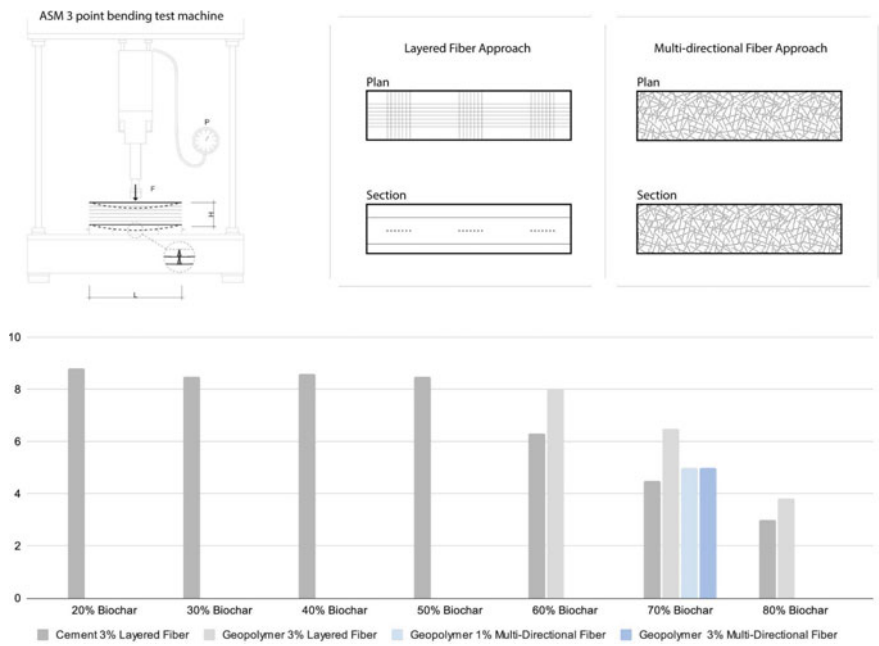 ASM 3 point bending test machine
P
F
H
L
Layered Fiber Approach
Plan
Section
Multi-directional Fiber Approach
Plan
Section
10
8
6
4
2
0
20% Biochar 30% Biochar 40% Biochar 50% Biochar 60% Biochar 70% Biochar 80% Biochar
Cement 3% Layered Fiber Geopolymer 3% Layered Fiber Geopolymer 1% Multi-Directional Fiber Geopolymer 3% Multi-Directional Fiber